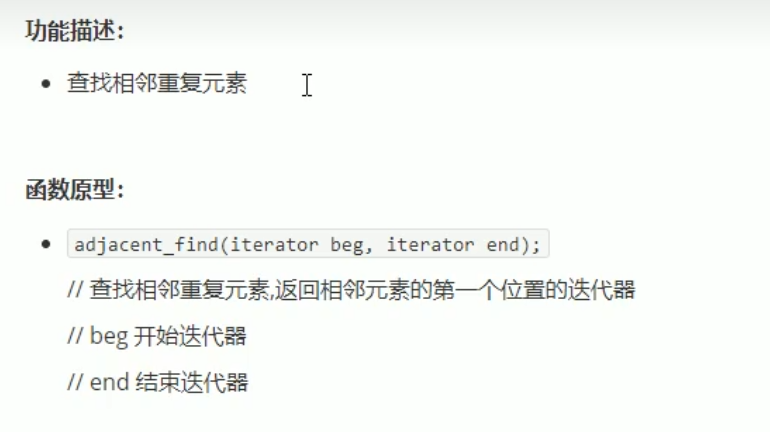 功能描述：
查找相邻重复元素
函数原型：
adjacent_find(iterator beg, iterator end);
// 查找相邻重复元素,返回相邻元素的第一个位置的迭代器
// beg 开始迭代器
// end 结束迭代器